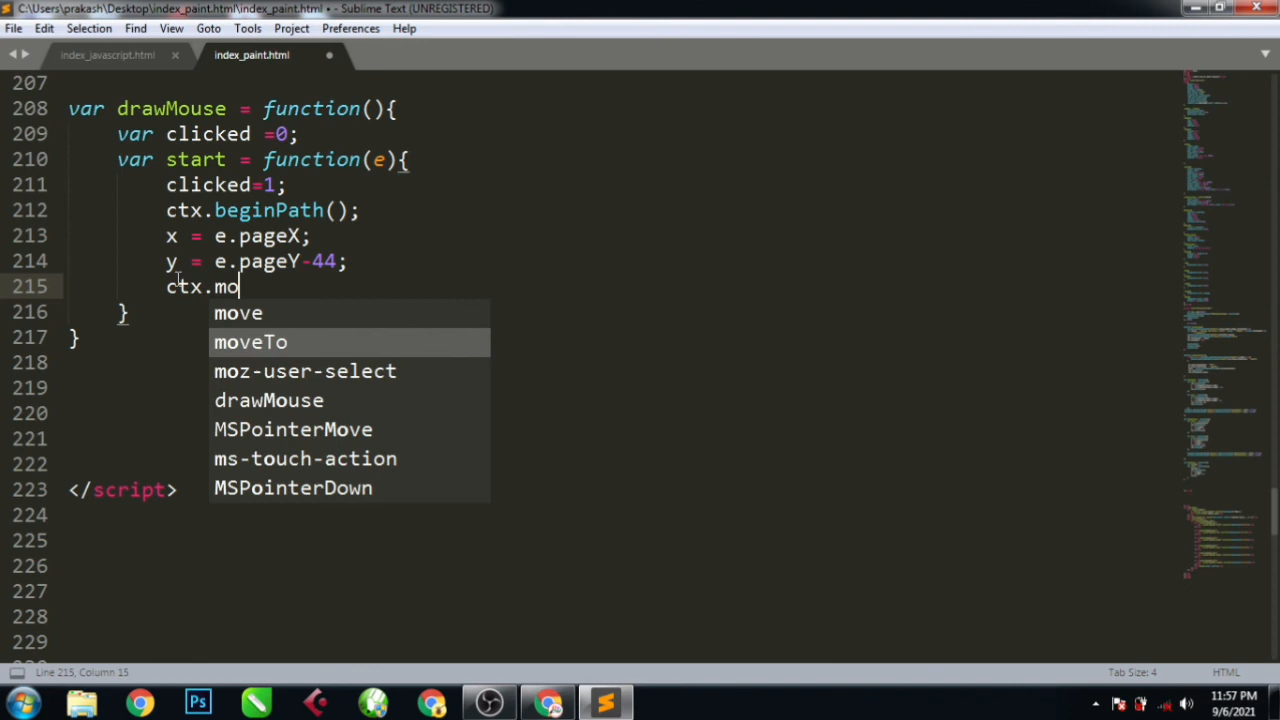 C:\Users\prakash\Desktop\index_paint.html\index_paint.html • - Sublime Text (UNREGISTERED)
File Edit Selection Find View Goto Tools Project Preferences Help
index_javascript.html index_paint.html
207
208 var drawMouse = function(){
209 var clicked =0;
210 var start = function(e){
211 clicked=1;
212 ctx.beginPath();
213 x = e.pageX;
214 y = e.pageY-44;
215 ctx.mo
216 }
move
217 }
moveTo
218
moz-user-select
219
drawMouse
220
MSPointerMove
221
ms-touch-action
222
MSPointerDown
223 </script>
224
225
226
227
228
229
Line 215, Column 15 Tab Size: 4 HTML
Ps
11:57 PM
9/6/2021